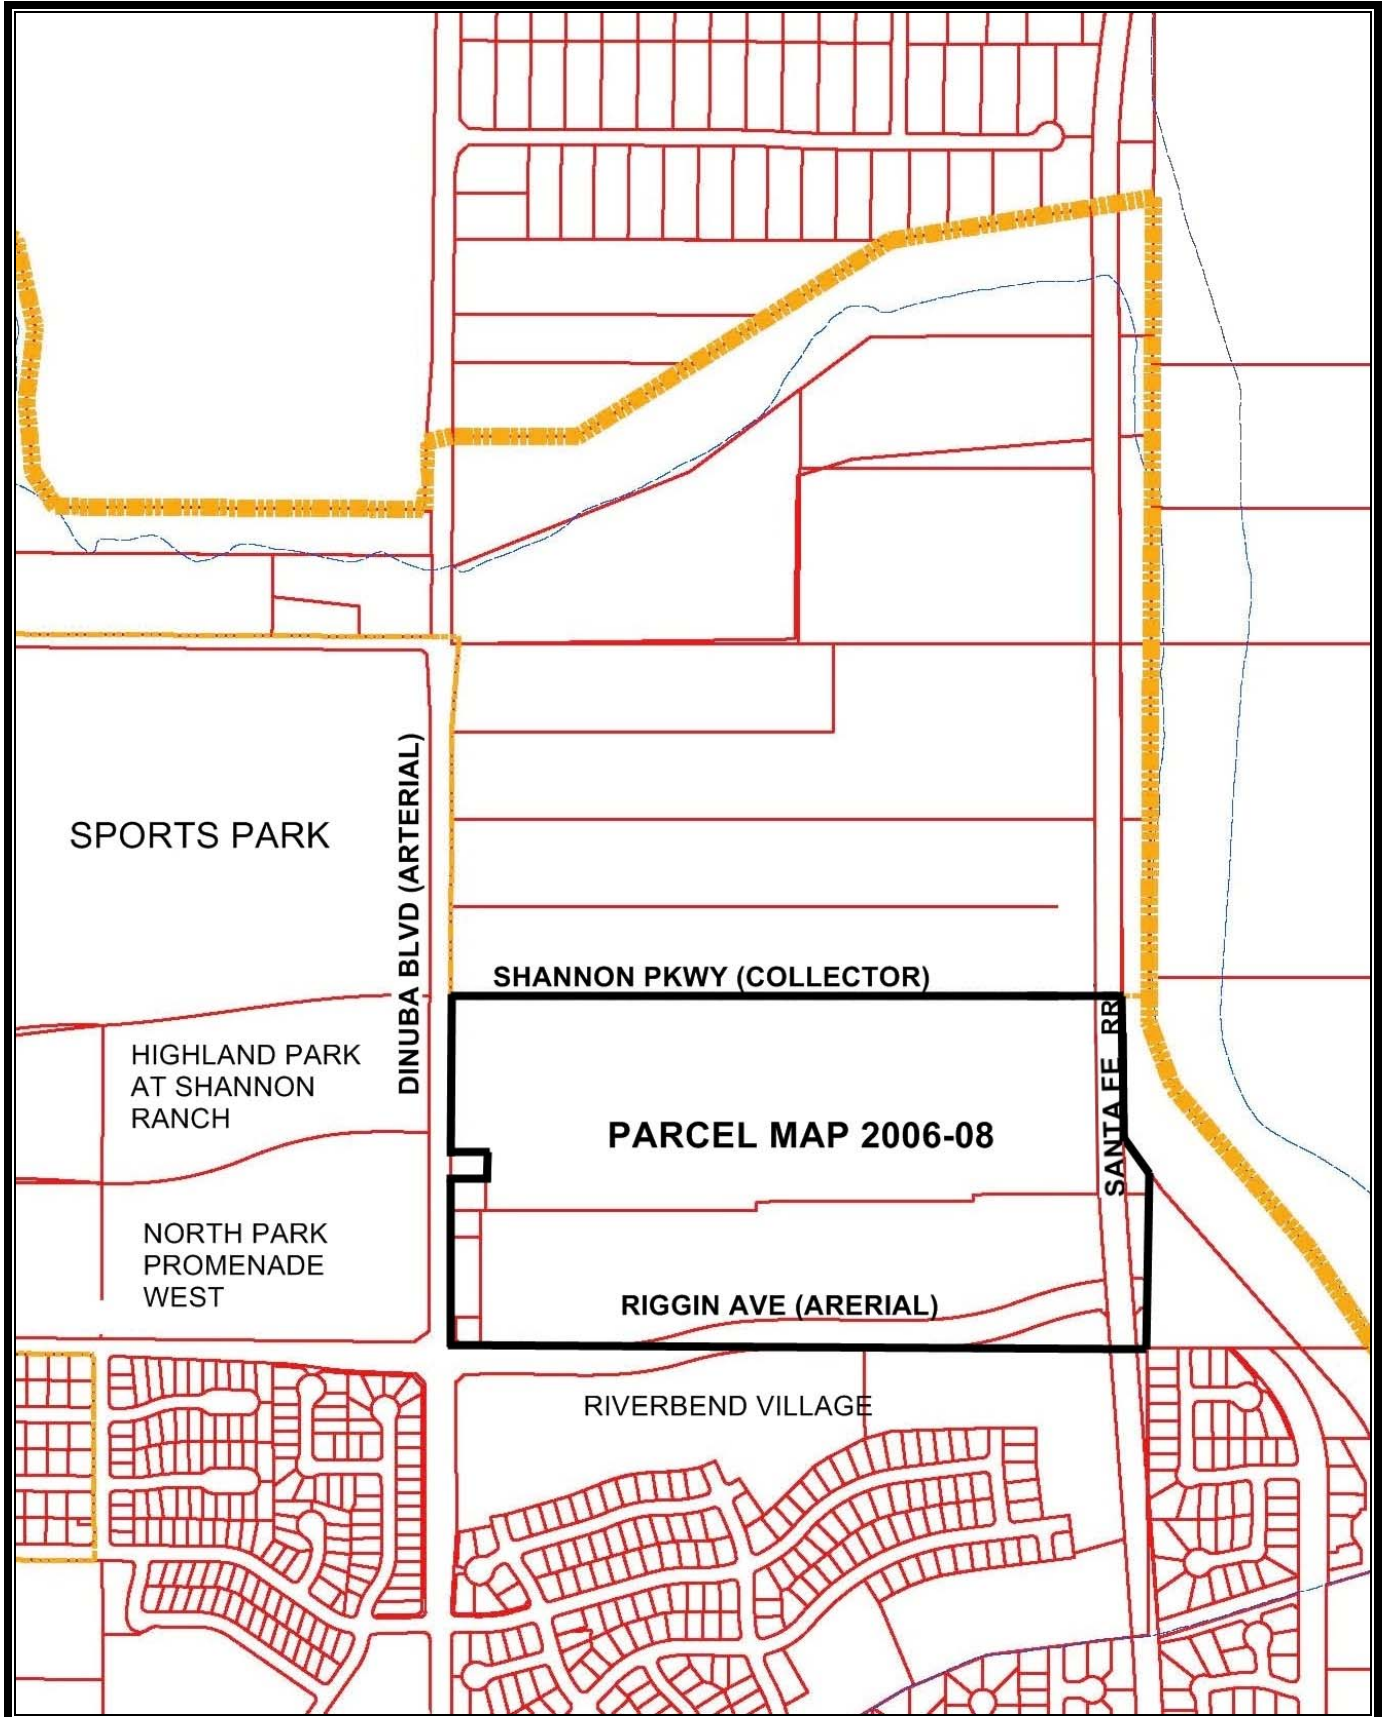 SPORTS PARK
DINUBA BLVD (ARTERIAL)
SHANNON PKWY (COLLECTOR)
HIGHLAND PARK
AT SHANNON
RANCH
PARCEL MAP 2006-08
SANTA FE RR
NORTH PARK
PROMENADE
WEST
RIGGIN AVE (ARERIAL)
RIVERBEND VILLAGE